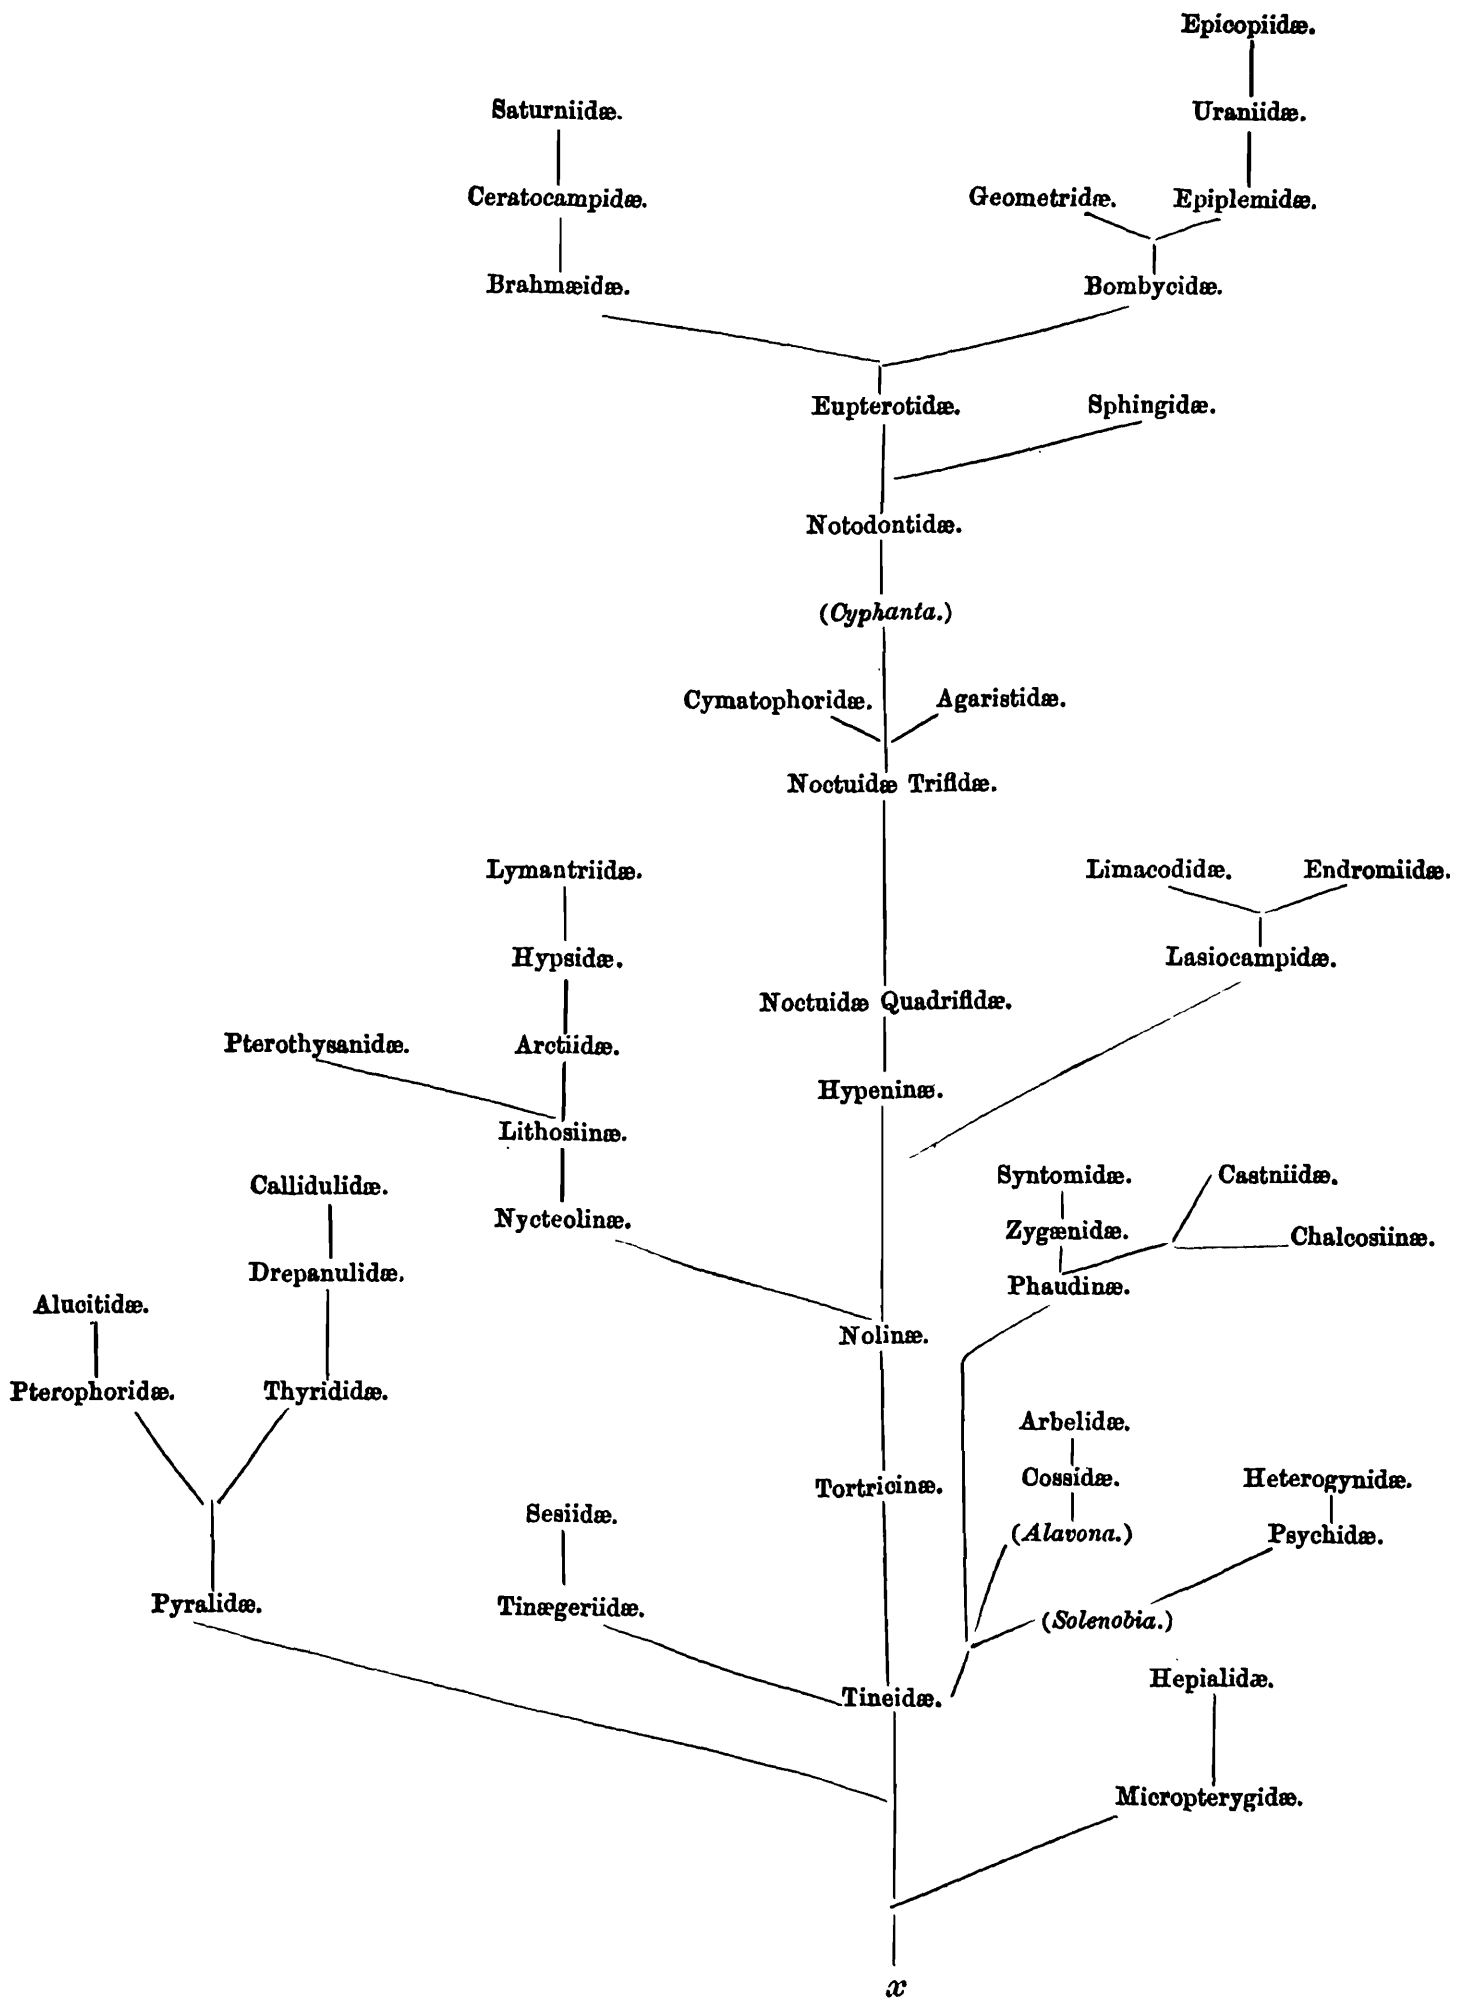 Epicopiidæ.
Saturniidæ.
Uraniidæ.
Ceratocampidæ.
Geometridæ.
Epiplemidæ.
Brahmæidæ.
Bombycidæ.
Eupterotidæ.
Sphingidæ.
Notodontidæ.
(Cyphanta.)
Cymatophoridæ.
Agaristidæ.
Noctuidæ Trifidæ.
Lymantriidæ.
Limacodidæ.
Endromiidæ.
Hypsidæ.
Lasiocampidæ.
Noctuidæ Quadrifidæ.
Pterothysanidæ.
Arctiidæ.
Hypeninæ.
Lithosiinæ.
Callidulidæ.
Syntomidæ.
Castniidæ.
Nycteolinæ.
Zygænidæ.
Chalcosiinæ.
Drepanulidæ.
Phaudinæ.
Alucitidæ.
Nolinæ.
Pterophoridæ.
Thyrididæ.
Arbelidæ.
Tortricinæ.
Cossidæ.
Heterogynidæ.
Sesiidæ.
(Alavona.)
Psychidæ.
Pyralidæ.
Tinægeriidæ.
(Solenobia.)
Tineidæ.
Hepialidæ.
Micropterygidæ.
x